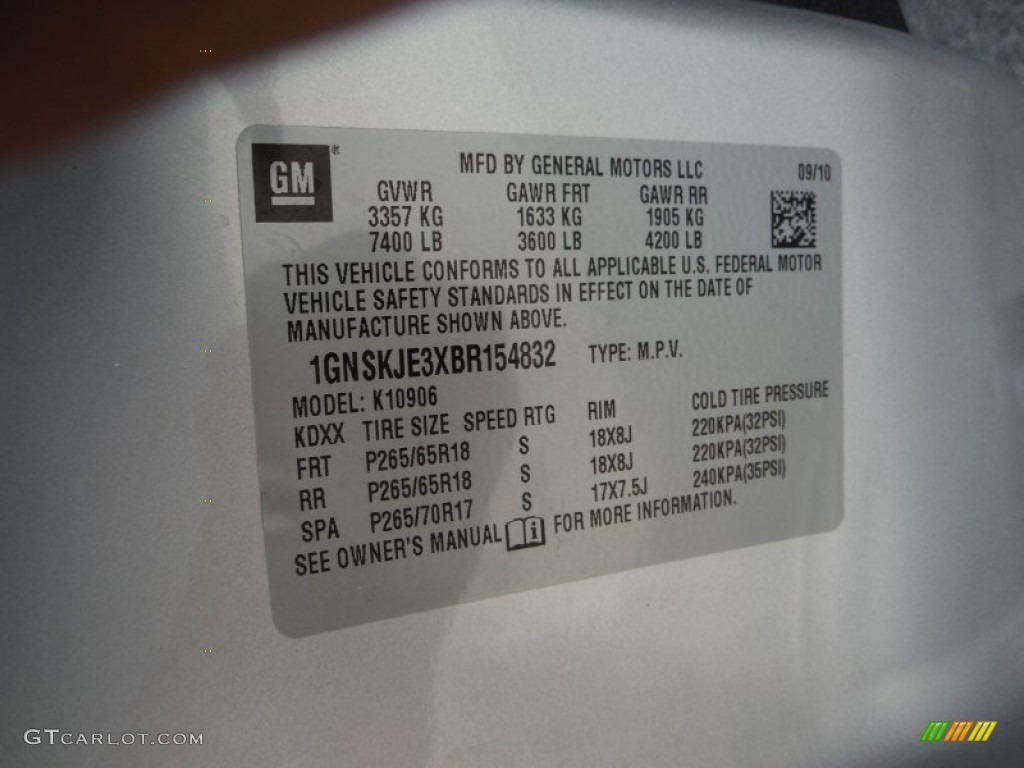 GM®
MFD BY GENERAL MOTORS LLC 09/10
GVWR GAWR FRT GAWR RR
3357 KG 1633 KG 1905 KG
7400 LB 3600 LB 4200 LB
THIS VEHICLE CONFORMS TO ALL APPLICABLE U.S. FEDERAL MOTOR
VEHICLE SAFETY STANDARDS IN EFFECT ON THE DATE OF
MANUFACTURE SHOWN ABOVE.
1GNSKJE3XBR154832 TYPE: M.P.V.
MODEL: K10906
KDXX TIRE SIZE SPEED RTG RIM COLD TIRE PRESSURE
FRT P265/65R18 S 18X8J 220KPA(32PSI)
RR P265/65R18 S 18X8J 220KPA(32PSI)
SPA P265/70R17 S 17X7.5J 240KPA(35PSI)
SEE OWNER'S MANUAL FOR MORE INFORMATION.
GTCARLOT.COM